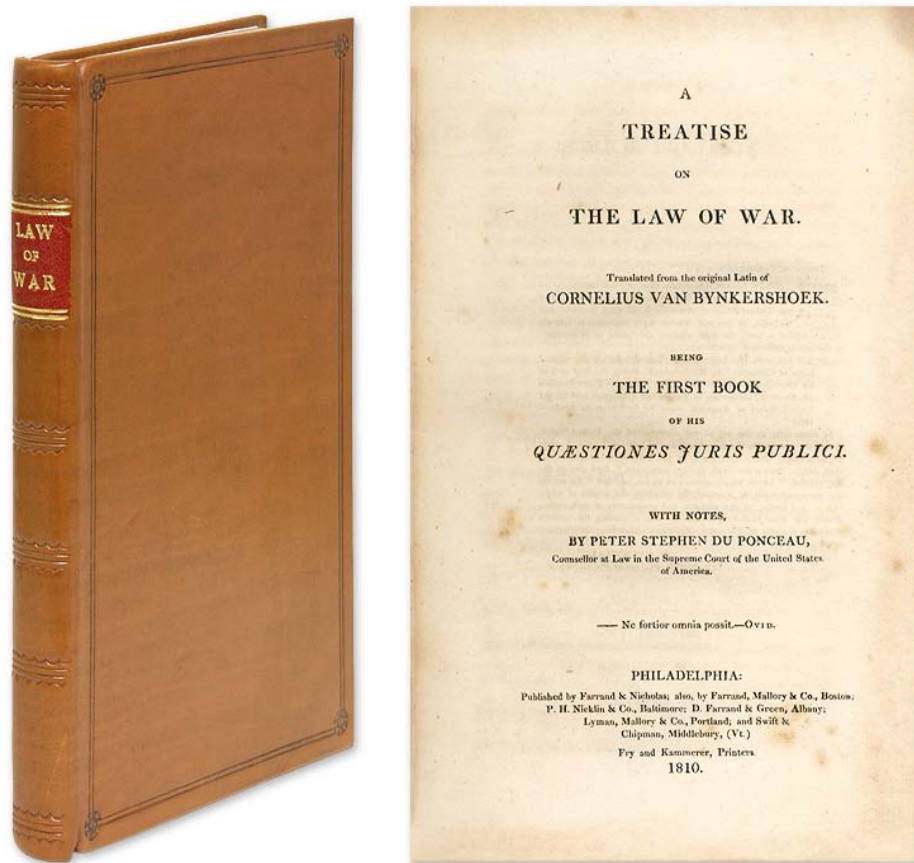 LAW
OF
WAR
A
TREATISE
ON
THE LAW OF WAR.
Translated from the original Latin of
CORNELIUS VAN BYNKERSHOEK.
BEING
THE FIRST BOOK
OF HIS
QUÆSTIONES JURIS PUBLICI.
WITH NOTES,
BY PETER STEPHEN DU PONCEAU,
Counsellor at Law in the Supreme Court of the United States
of America.
—— Ne fortior omnia possit.—OVID.
PHILADELPHIA:
Published by Farrand & Nicholas; also, by Farrand, Mallory & Co., Boston;
P. H. Nicklin & Co., Baltimore; D. Farrand & Green, Albany;
Lyman, Mallory & Co., Portland; and Swift &
Chipman, Middlebury, (Vt.)
Fry and Kammerer, Printers
1810.